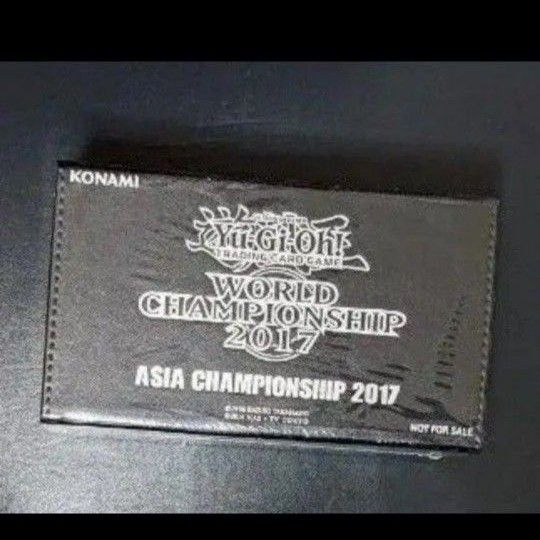 KONAMI
Yu-Gi-Oh!
TRADING CARD GAME
WORLD
CHAMPIONSHIP
2017
ASIA CHAMPIONSHIP 2017
NOT FOR SALE